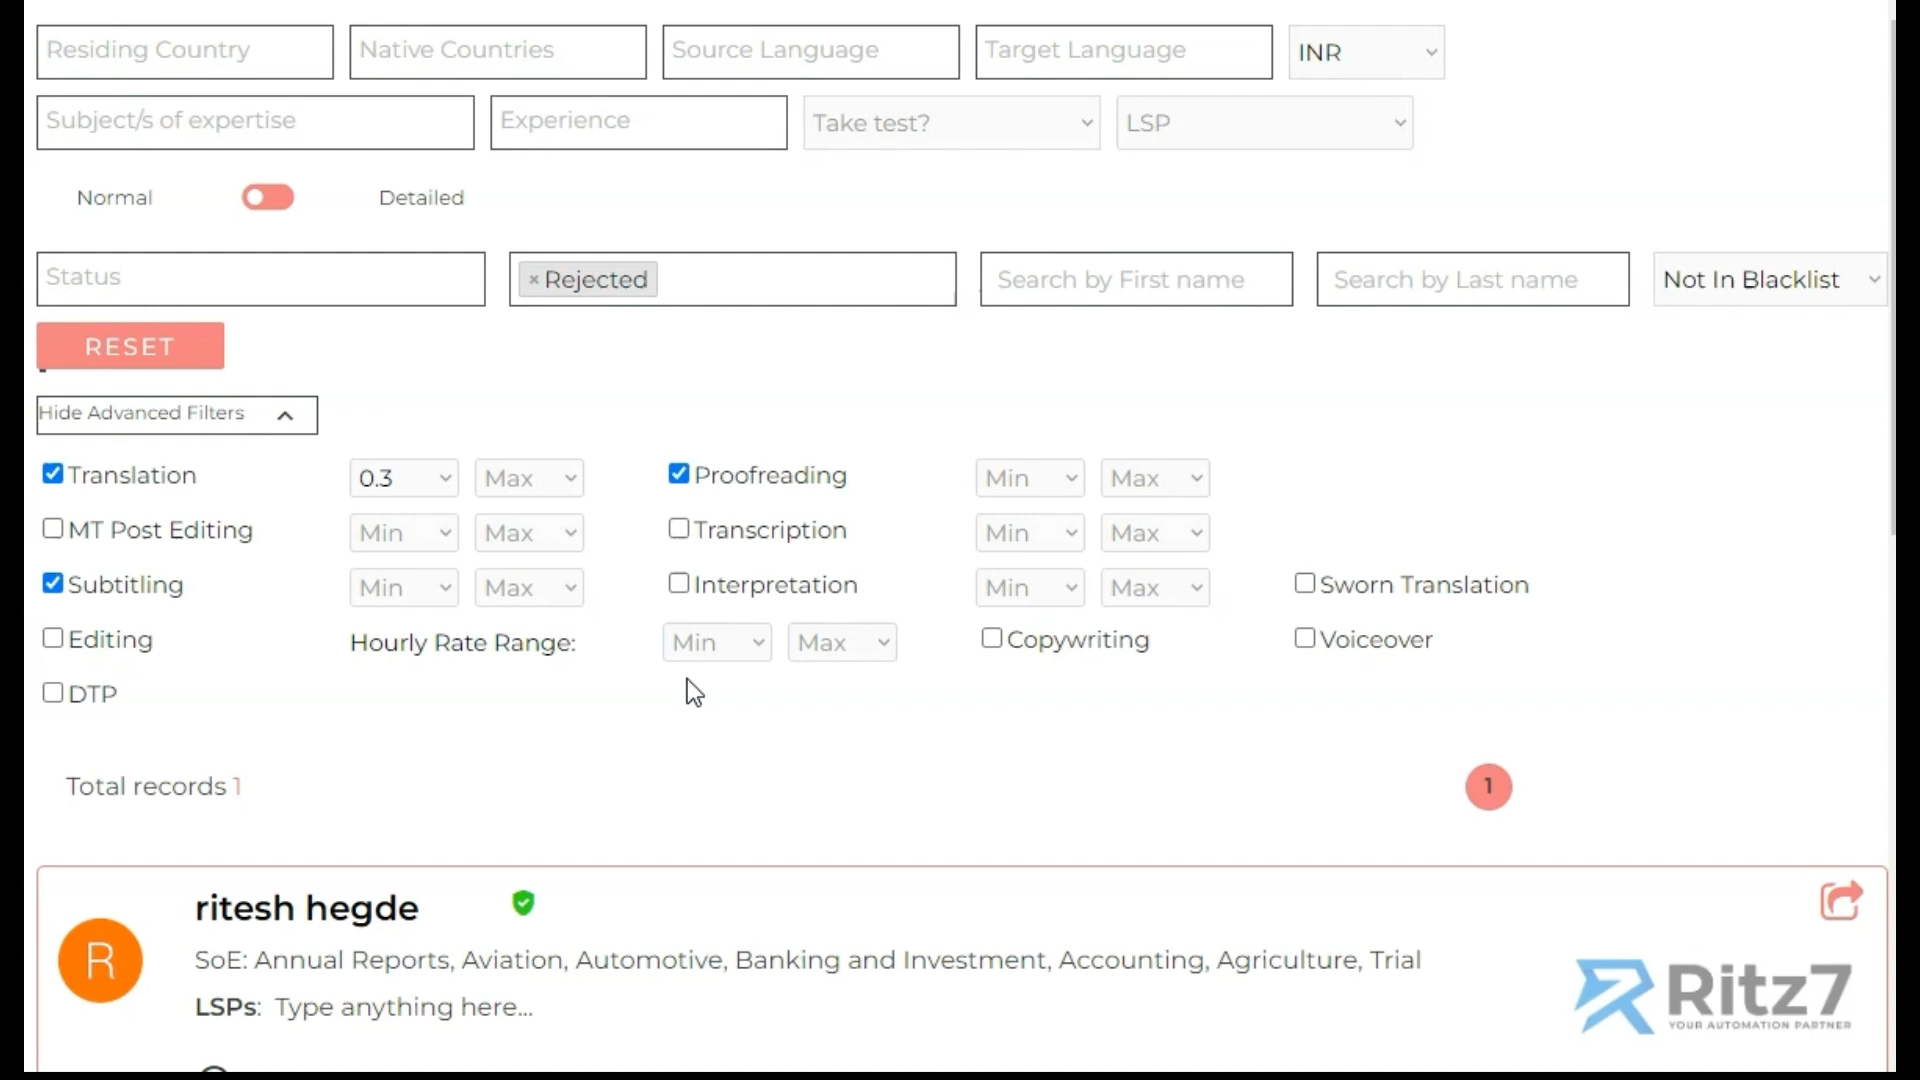 Residing Country Native Countries Source Language Target Language INR
Subject/s of expertise Experience Take test? LSP
Normal Detailed
Status × Rejected Search by First name Search by Last name Not In Blacklist
RESET
Hide Advanced Filters
Translation 0.3 Max Proofreading Min Max
MT Post Editing Min Max Transcription Min Max
Subtitling Min Max Interpretation Min Max Sworn Translation
Editing Hourly Rate Range: Min Max Copywriting Voiceover
DTP
Total records 1 1
ritesh hegde
R
SoE: Annual Reports, Aviation, Automotive, Banking and Investment, Accounting, Agriculture, Trial
LSPs: Type anything here...
Ritz7
YOUR AUTOMATION PARTNER